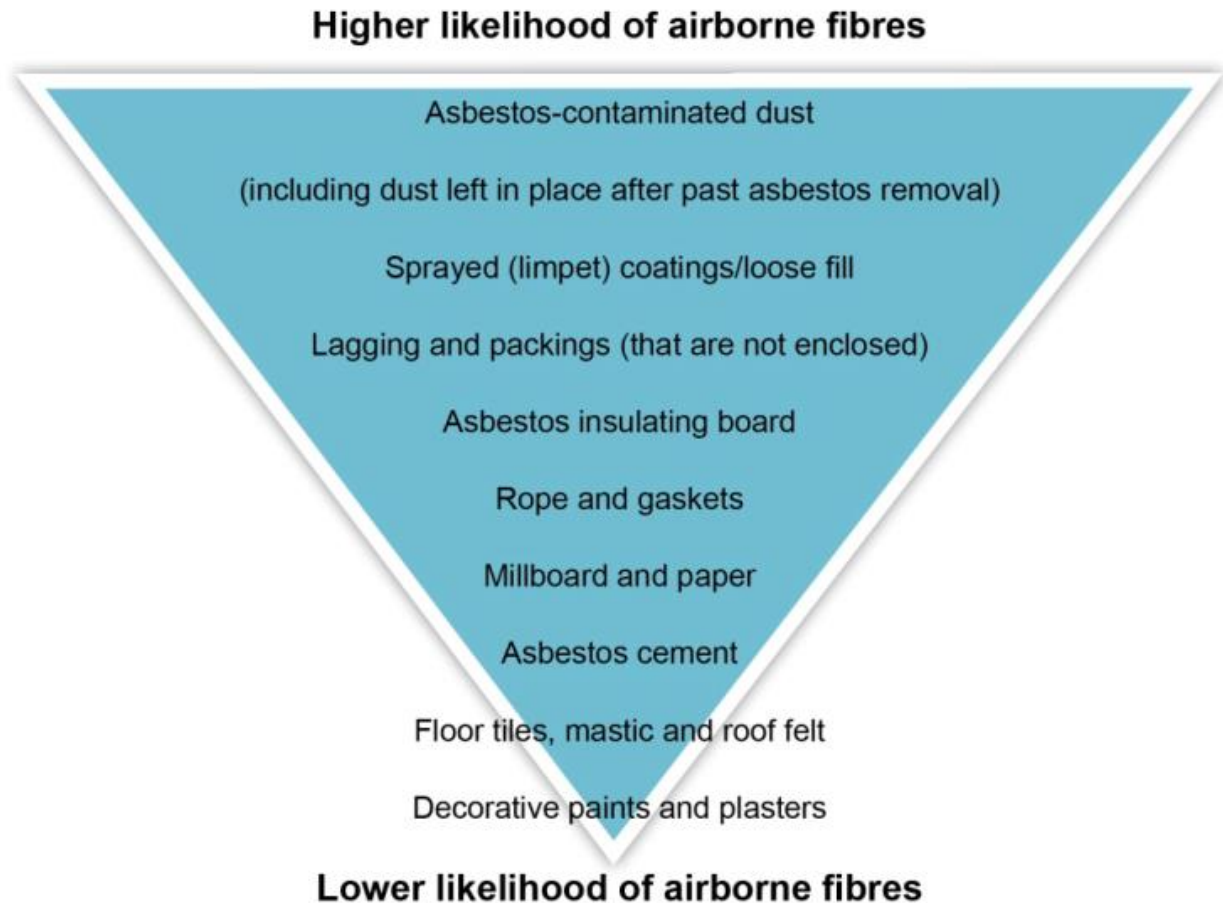 Higher likelihood of airborne fibres
Asbestos-contaminated dust
(including dust left in place after past asbestos removal)
Sprayed (limpet) coatings/loose fill
Lagging and packings (that are not enclosed)
Asbestos insulating board
Rope and gaskets
Millboard and paper
Asbestos cement
Floor tiles, mastic and roof felt
Decorative paints and plasters
Lower likelihood of airborne fibres